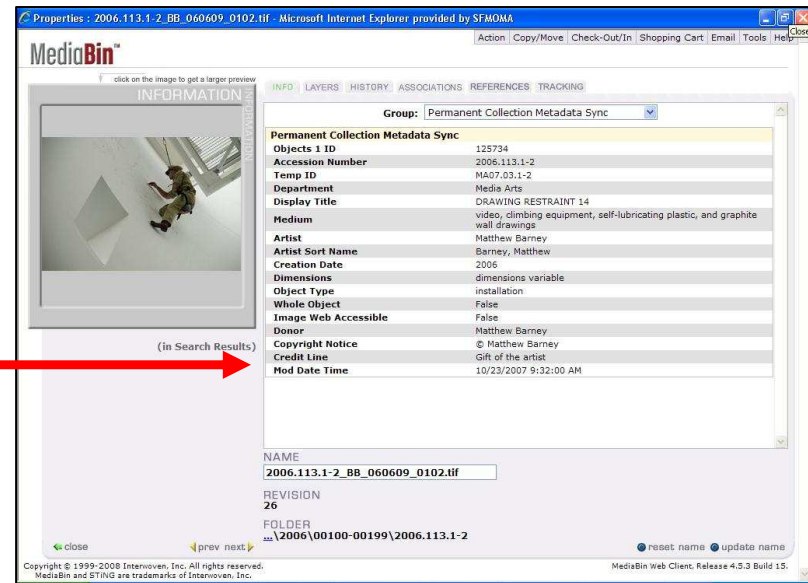 Properties : 2006.113.1-2_BB_060609_0102.tif - Microsoft Internet Explorer provided by SFMOMA
Close
Action Copy/Move Check-Out/In Shopping Cart Email Tools Help
MediaBin™
click on the image to get a larger preview
INFORMATION
INFORMATION
INFO LAYERS HISTORY ASSOCIATIONS REFERENCES TRACKING
Group: Permanent Collection Metadata Sync
Permanent Collection Metadata Sync
Objects 1 ID 125734
Accession Number 2006.113.1-2
Temp ID MA07.03.1-2
Department Media Arts
Display Title DRAWING RESTRAINT 14
Medium video, climbing equipment, self-lubricating plastic, and graphite
wall drawings
Artist Matthew Barney
Artist Sort Name Barney, Matthew
Creation Date 2006
Dimensions dimensions variable
Object Type installation
Whole Object False
Image Web Accessible False
Donor Matthew Barney
(in Search Results)
Copyright Notice © Matthew Barney
Credit Line Gift of the artist
Mod Date Time 10/23/2007 9:32:00 AM
NAME
2006.113.1-2_BB_060609_0102.tif
REVISION
26
FOLDER
...\2006\00100-00199\2006.113.1-2
close prev next reset name update name
Copyright © 1999-2008 Interwoven, Inc. All rights reserved.
MediaBin and STiNG are trademarks of Interwoven, Inc.
MediaBin Web Client, Release 4.5.3 Build 15.